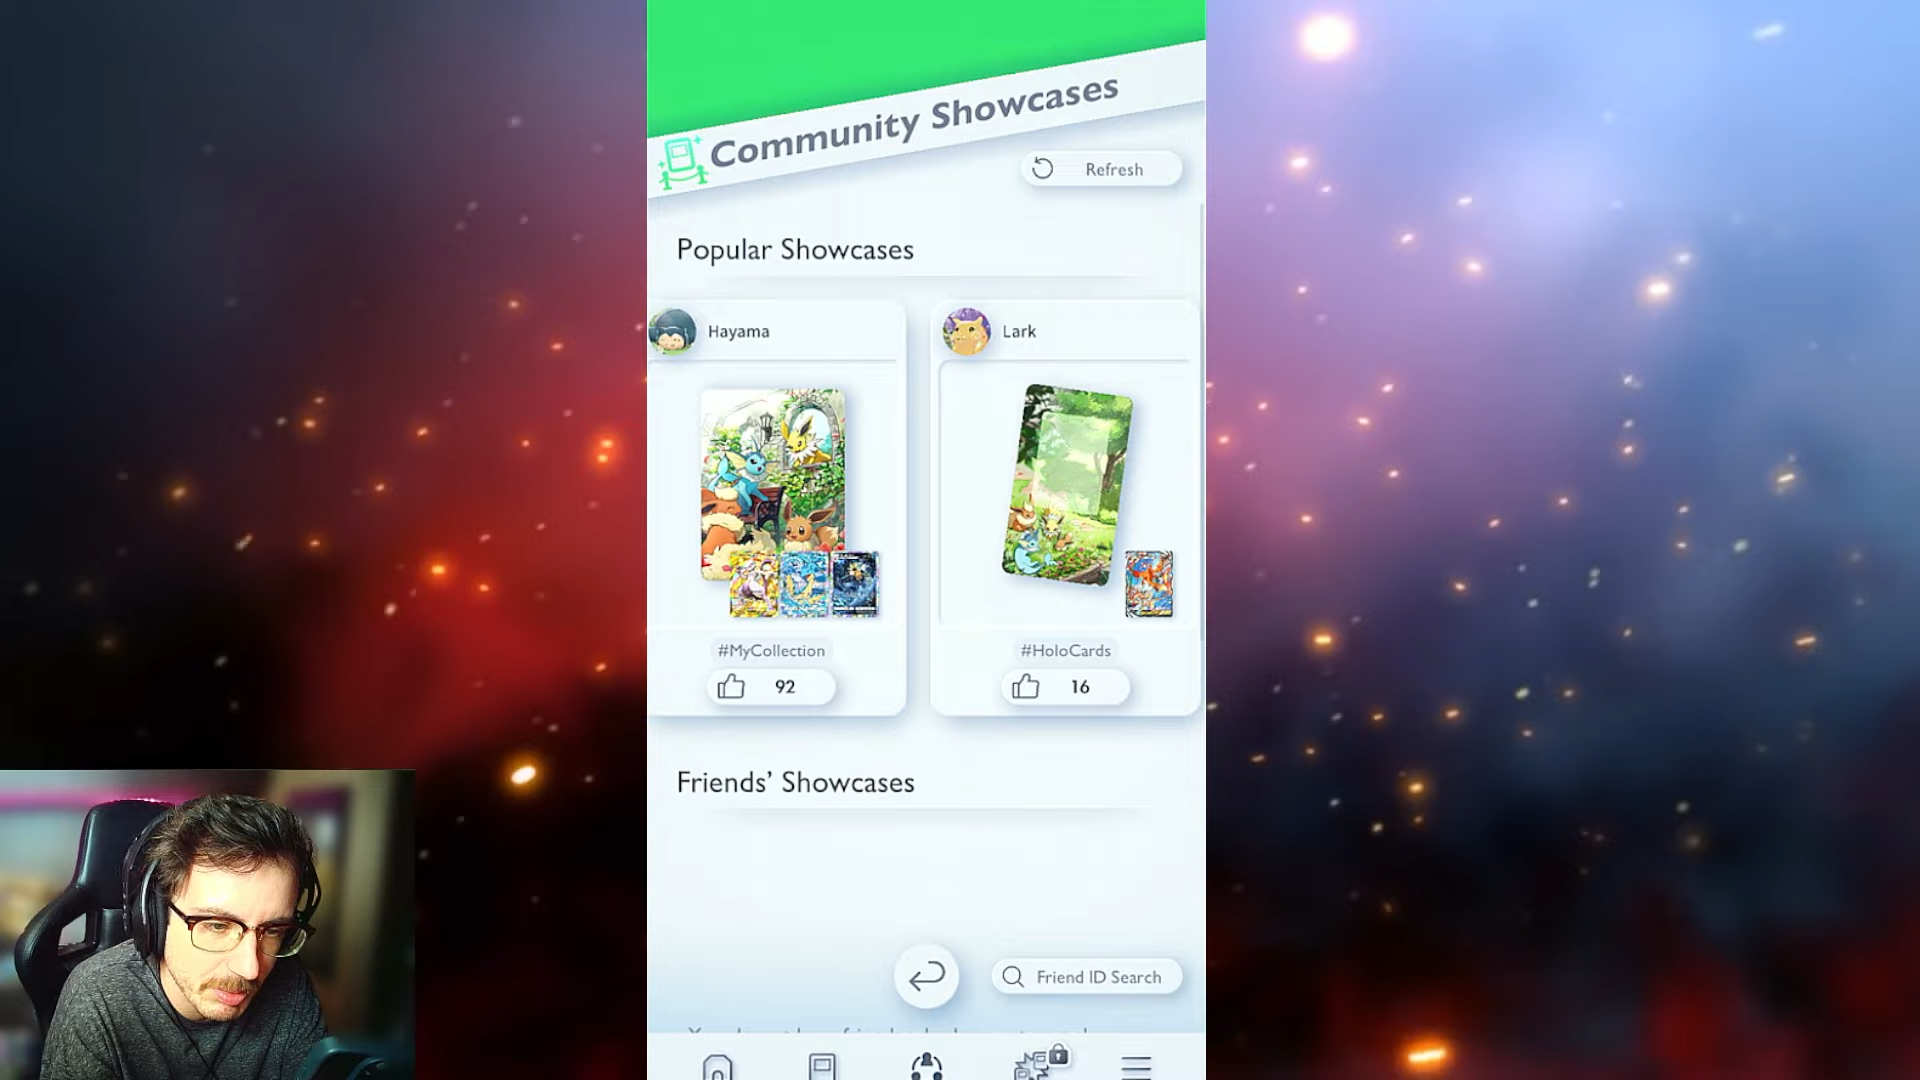 Community Showcases
Refresh
Popular Showcases
Hayama
Lark
#MyCollection
#HoloCards
92
16
Friends’ Showcases
Friend ID Search